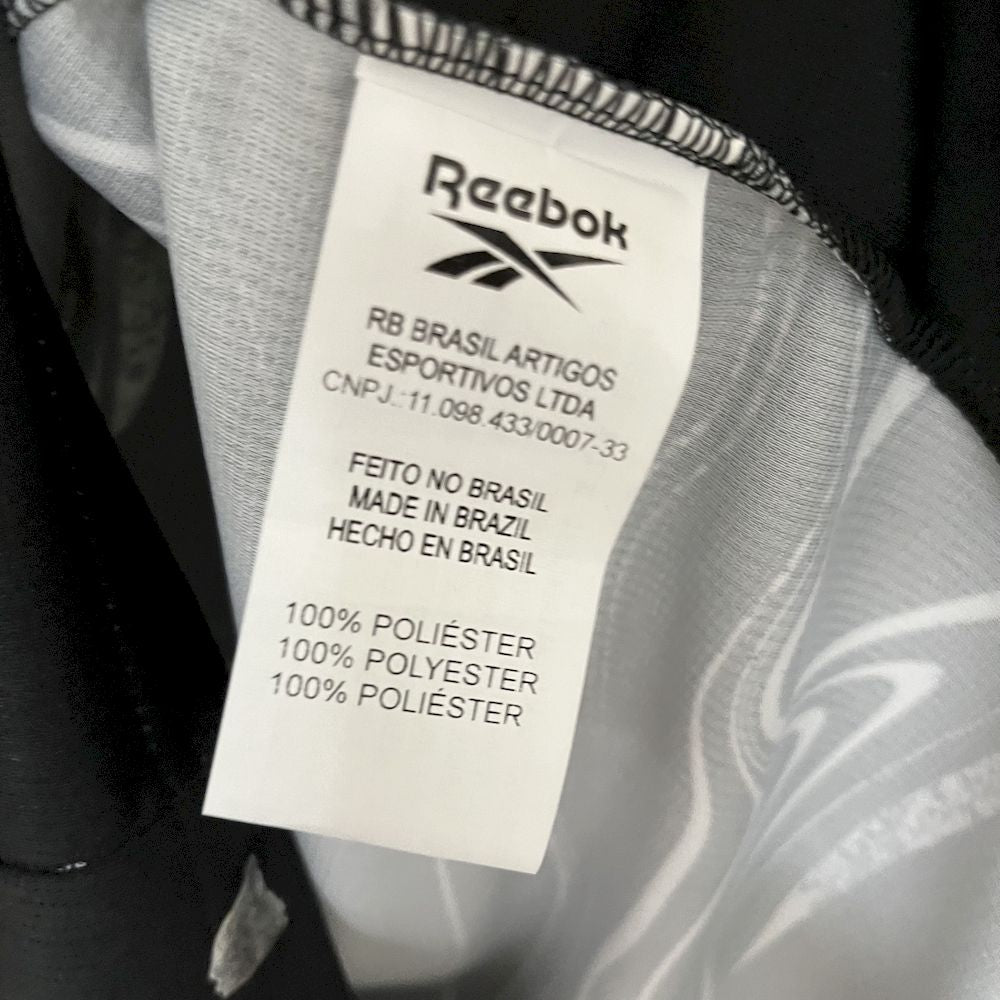 Reebok
RB BRASIL ARTIGOS
ESPORTIVOS LTDA
CNPJ.:11.098.433/0007-33
FEITO NO BRASIL
MADE IN BRAZIL
HECHO EN BRASIL
100% POLIÉSTER
100% POLYESTER
100% POLIÉSTER